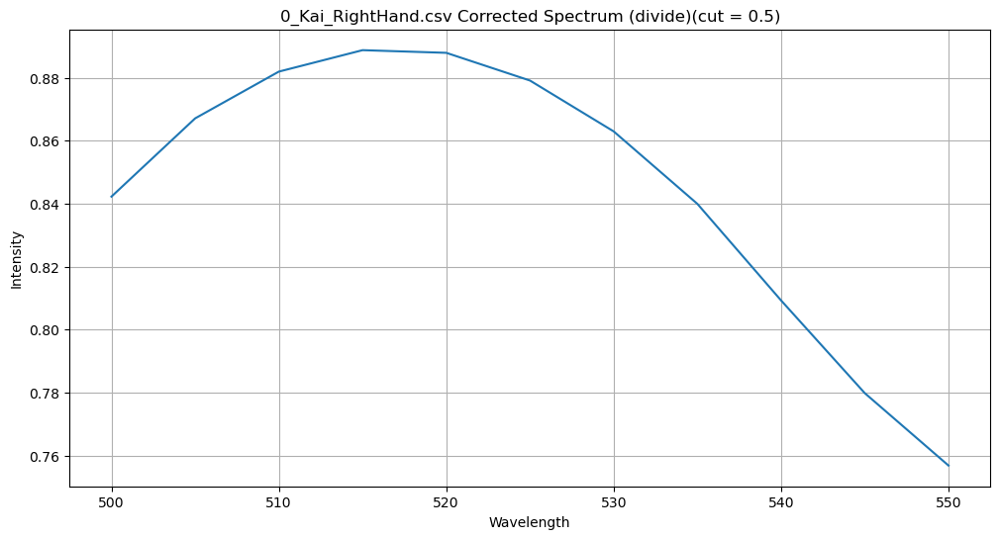 0_Kai_RightHand.csv Corrected Spectrum (divide)(cut = 0.5)
Intensity
0.88
0.86
0.84
0.82
0.80
0.78
0.76
500 510 520 530 540 550
Wavelength